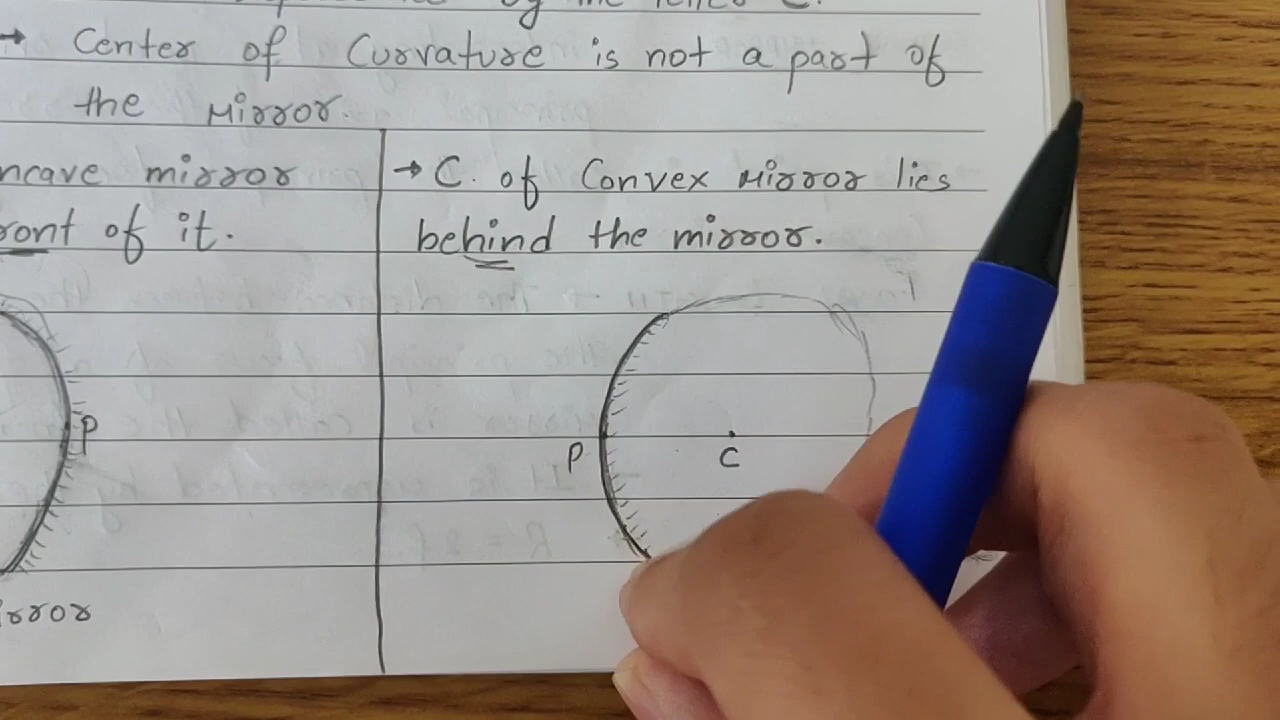 → Center of Curvature is not a part of
the Mirror.
ncave mirror
ront of it.
→ C. of Convex Mirror lies
behind the mirror.
P
P
C
irror